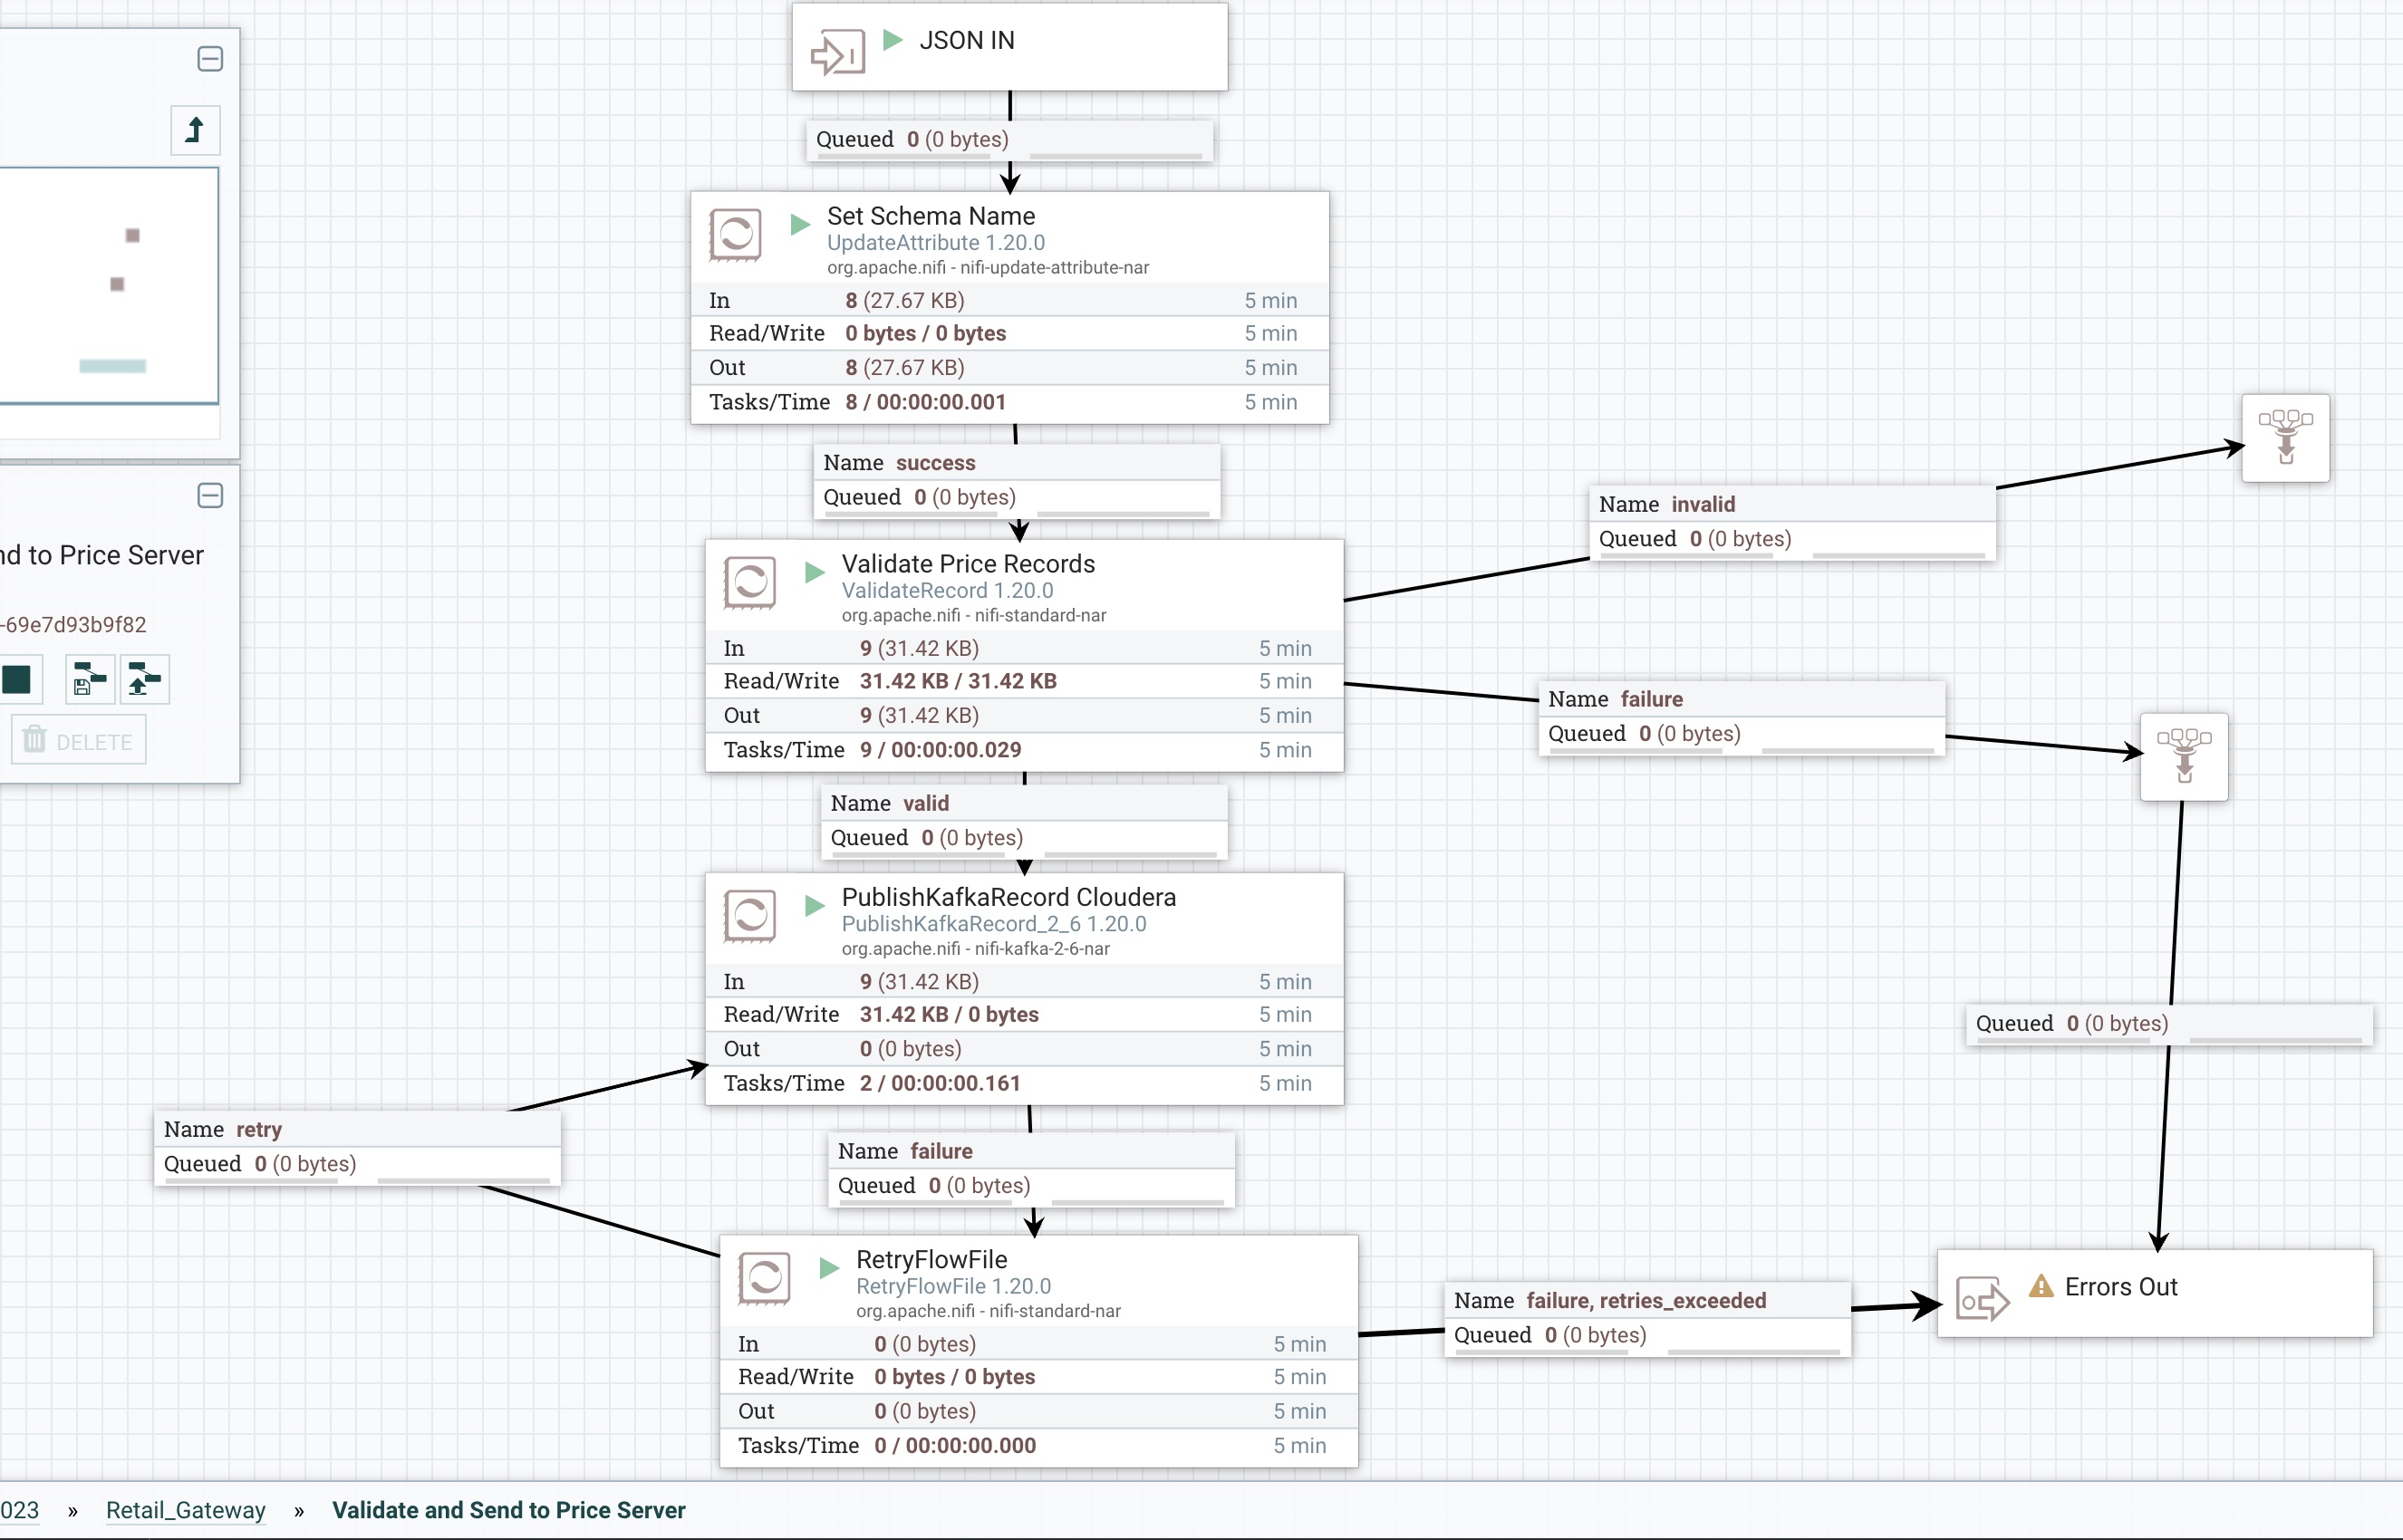 JSON IN
Queued 0 (0 bytes)
Set Schema Name
UpdateAttribute 1.20.0
org.apache.nifi - nifi-update-attribute-nar
In 8 (27.67 KB) 5 min
Read/Write 0 bytes / 0 bytes 5 min
Out 8 (27.67 KB) 5 min
Tasks/Time 8 / 00:00:00.001 5 min
Name success
Queued 0 (0 bytes)
Name invalid
Queued 0 (0 bytes)
nd to Price Server
-69e7d93b9f82
DELETE
Validate Price Records
ValidateRecord 1.20.0
org.apache.nifi - nifi-standard-nar
In 9 (31.42 KB) 5 min
Read/Write 31.42 KB / 31.42 KB 5 min
Out 9 (31.42 KB) 5 min
Tasks/Time 9 / 00:00:00.029 5 min
Name failure
Queued 0 (0 bytes)
Name valid
Queued 0 (0 bytes)
PublishKafkaRecord Cloudera
PublishKafkaRecord_2_6 1.20.0
org.apache.nifi - nifi-kafka-2-6-nar
In 9 (31.42 KB) 5 min
Read/Write 31.42 KB / 0 bytes 5 min
Out 0 (0 bytes) 5 min
Tasks/Time 2 / 00:00:00.161 5 min
Queued 0 (0 bytes)
Name retry
Queued 0 (0 bytes)
Name failure
Queued 0 (0 bytes)
RetryFlowFile
RetryFlowFile 1.20.0
org.apache.nifi - nifi-standard-nar
In 0 (0 bytes) 5 min
Read/Write 0 bytes / 0 bytes 5 min
Out 0 (0 bytes) 5 min
Tasks/Time 0 / 00:00:00.000 5 min
Name failure, retries_exceeded
Queued 0 (0 bytes)
Errors Out
023 » Retail_Gateway » Validate and Send to Price Server